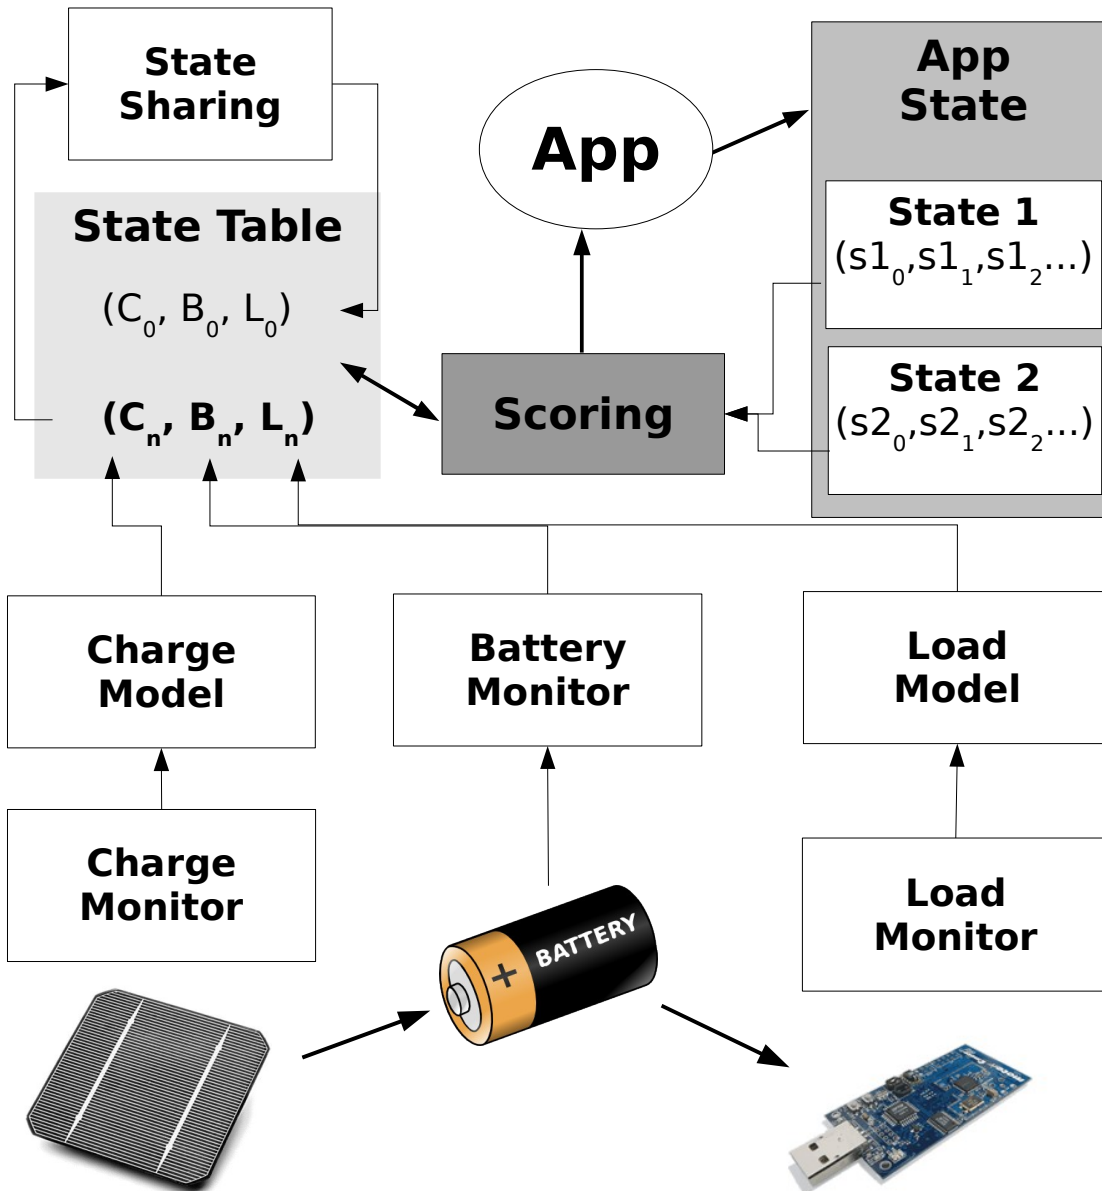 State
Sharing
App
App
State
State Table
State 1
(s1₀,s1₁,s1₂...)
(C₀, B₀, L₀)
State 2
(s2₀,s2₁,s2₂...)
Scoring
(Cₙ, Bₙ, Lₙ)
Charge
Model
Battery
Monitor
Load
Model
Charge
Monitor
Load
Monitor
BATTERY
+